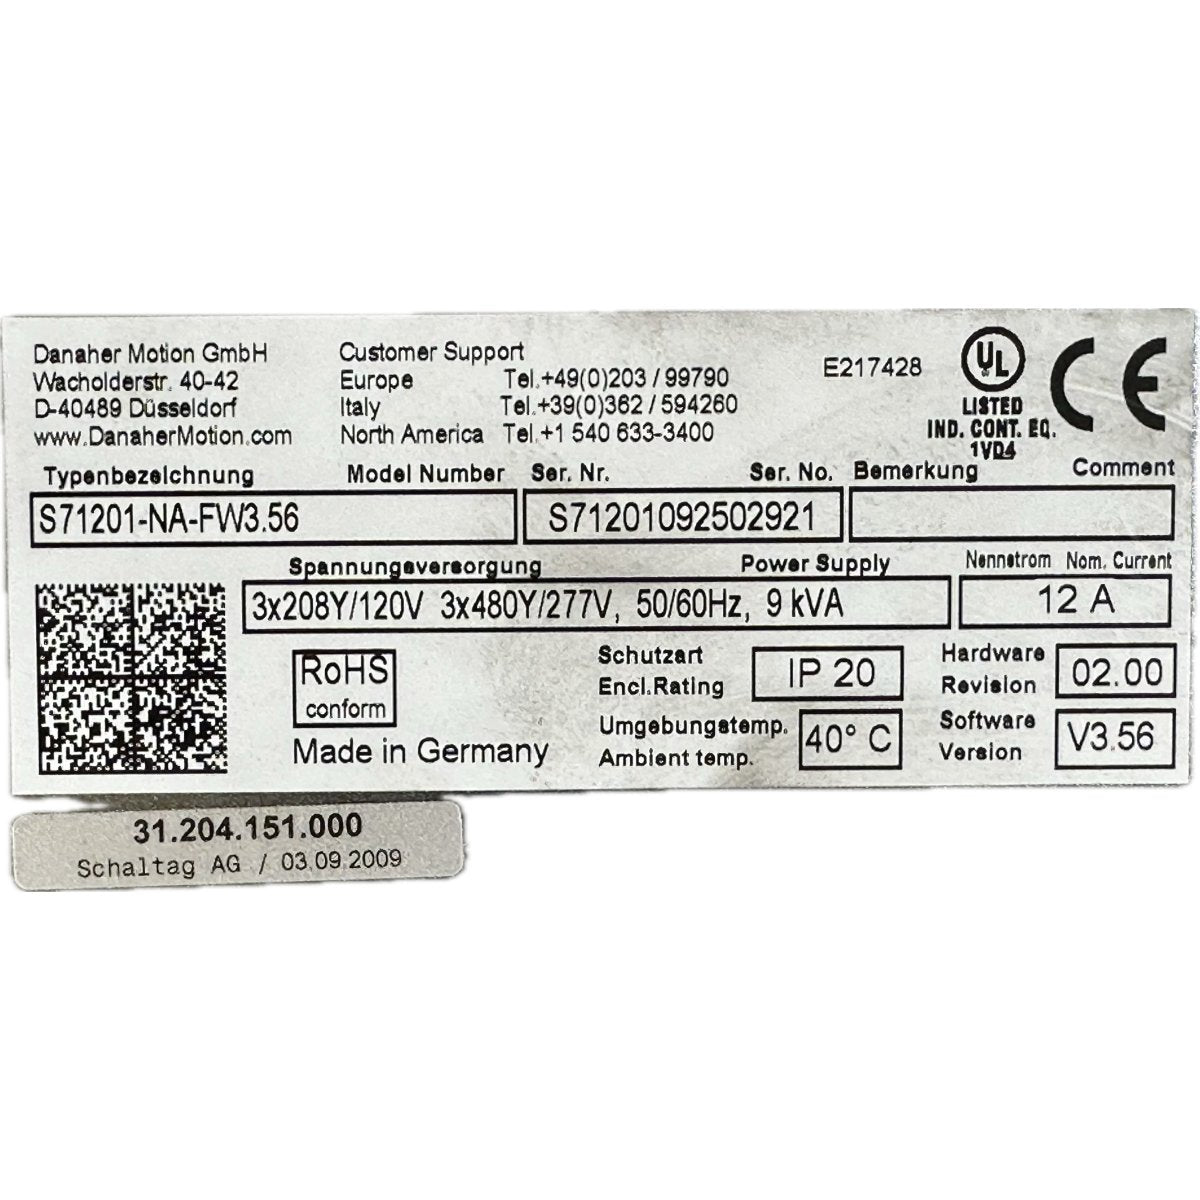 Danaher Motion GmbH
Wacholderstr. 40-42
D-40489 Düsseldorf
www.DanaherMotion.com
Customer Support
Europe Tel.+49(0)203 / 99790
Italy Tel.+39(0)362 / 594260
North America Tel.+1 540 633-3400
E217428
UL
LISTED
IND. CONT. EQ.
1VD4
CE
Typenbezeichnung Model Number
S71201-NA-FW3.56
Ser. Nr. Ser. No.
S71201092502921
Bemerkung Comment
Spannungsversorgung Power Supply
3x208Y/120V 3x480Y/277V, 50/60Hz, 9 kVA
Nennstrom Nom. Current
12 A
RoHS
conform
Made in Germany
Schutzart
Encl.Rating
IP 20
Umgebungstemp.
Ambient temp.
40° C
Hardware
Revision
02.00
Software
Version
V3.56
31.204.151.000
Schaltag AG / 03.09.2009